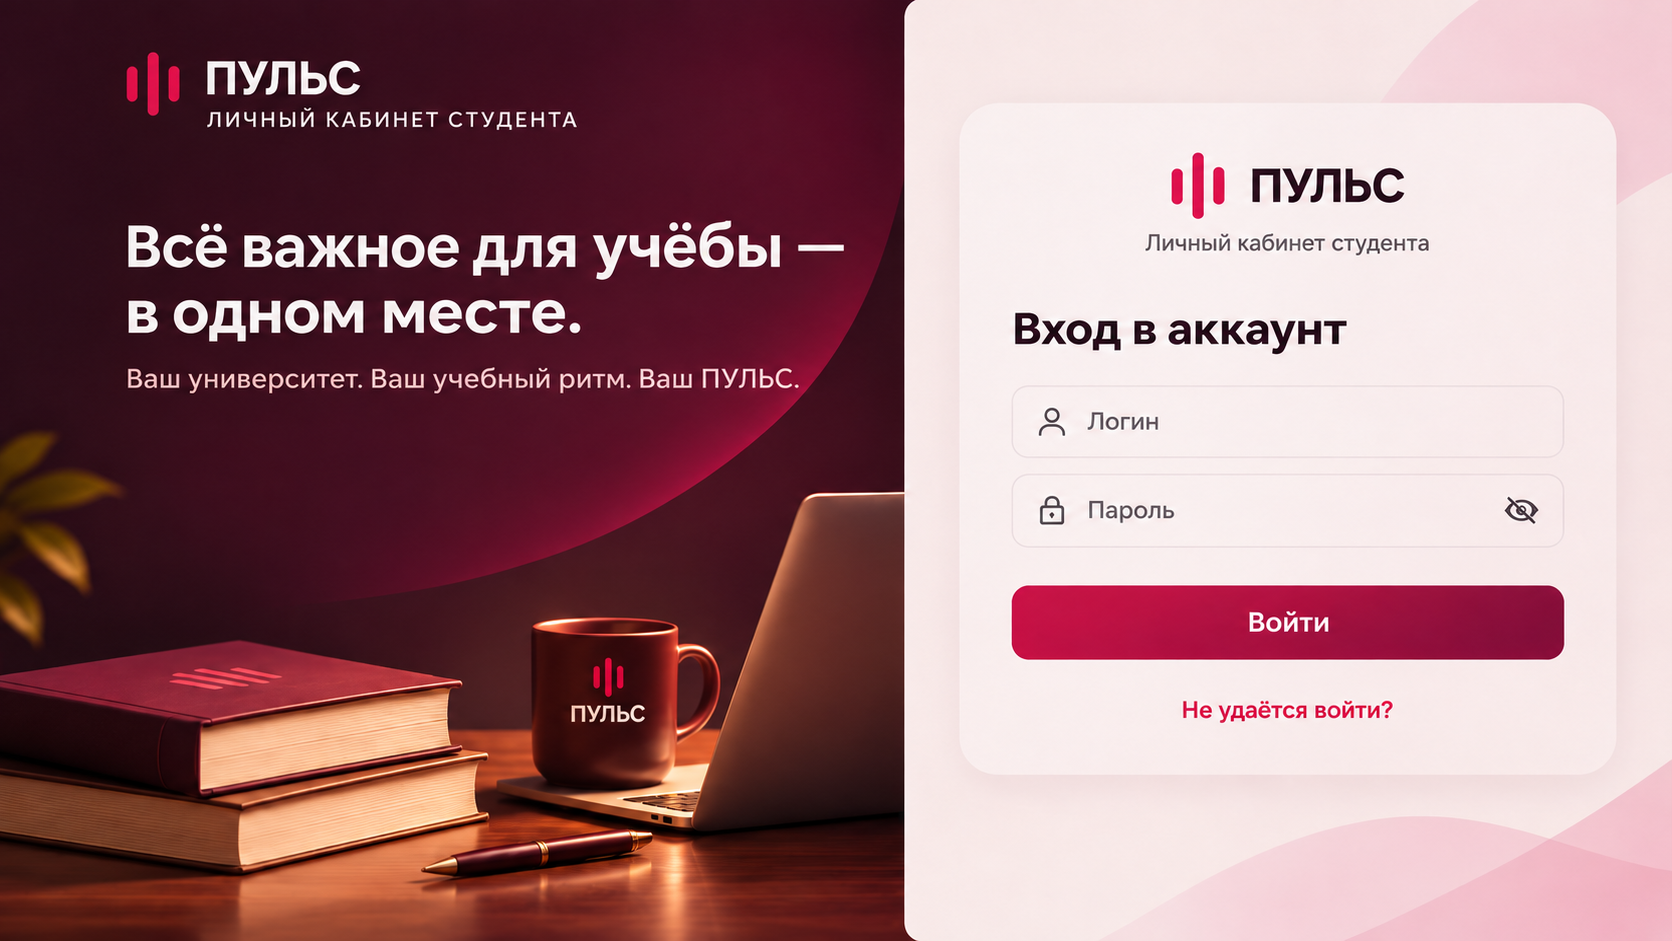 ПУЛЬС
ЛИЧНЫЙ КАБИНЕТ СТУДЕНТА
Всё важное для учёбы —
в одном месте.
Ваш университет. Ваш учебный ритм. Ваш ПУЛЬС.
ПУЛЬС
ПУЛЬС
Личный кабинет студента
Вход в аккаунт
Логин
Пароль
Войти
Не удаётся войти?